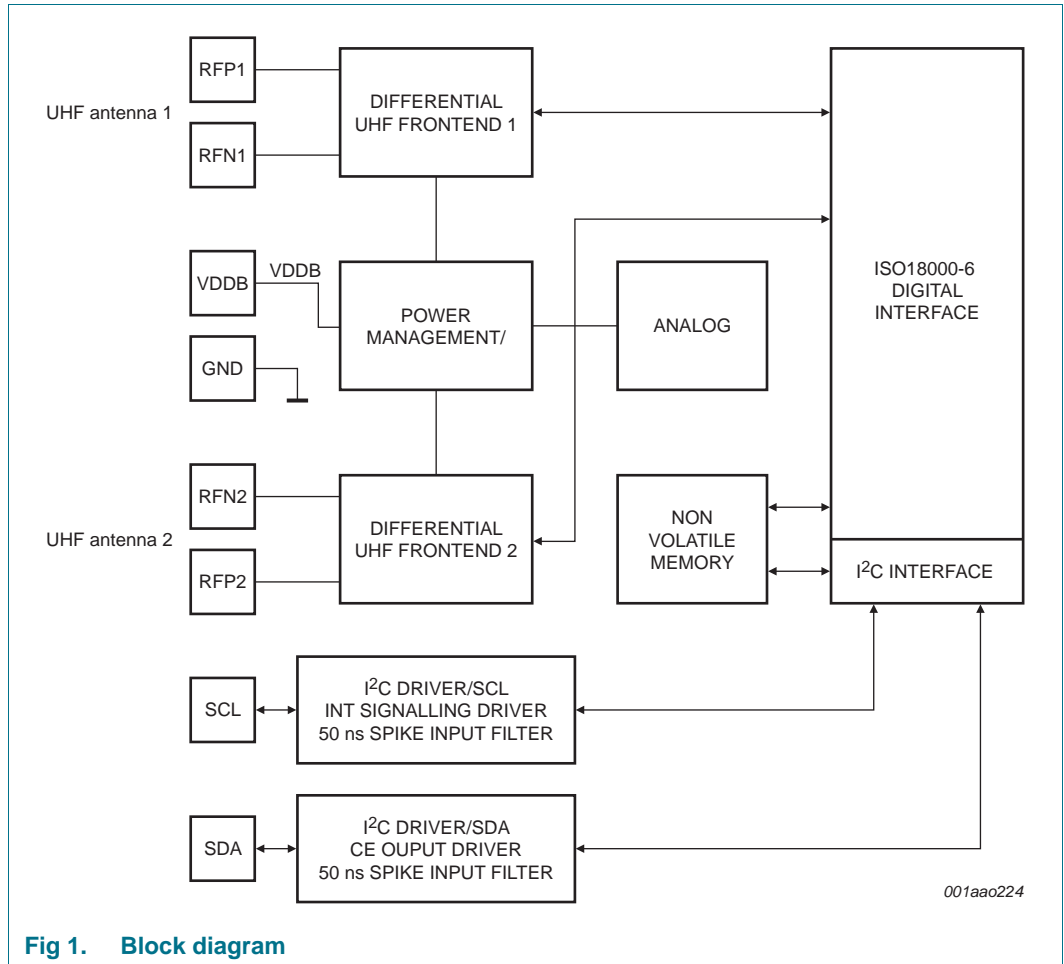 RFP1
UHF antenna 1
RFN1
DIFFERENTIAL
UHF FRONTEND 1
VDDB
VDDB
GND
POWER
MANAGEMENT/
ANALOG
ISO18000-6
DIGITAL
INTERFACE
RFN2
UHF antenna 2
RFP2
DIFFERENTIAL
UHF FRONTEND 2
NON
VOLATILE
MEMORY
I2C INTERFACE
SCL
I2C DRIVER/SCL
INT SIGNALLING DRIVER
50 ns SPIKE INPUT FILTER
SDA
I2C DRIVER/SDA
CE OUPUT DRIVER
50 ns SPIKE INPUT FILTER
001aao224
Fig 1. Block diagram